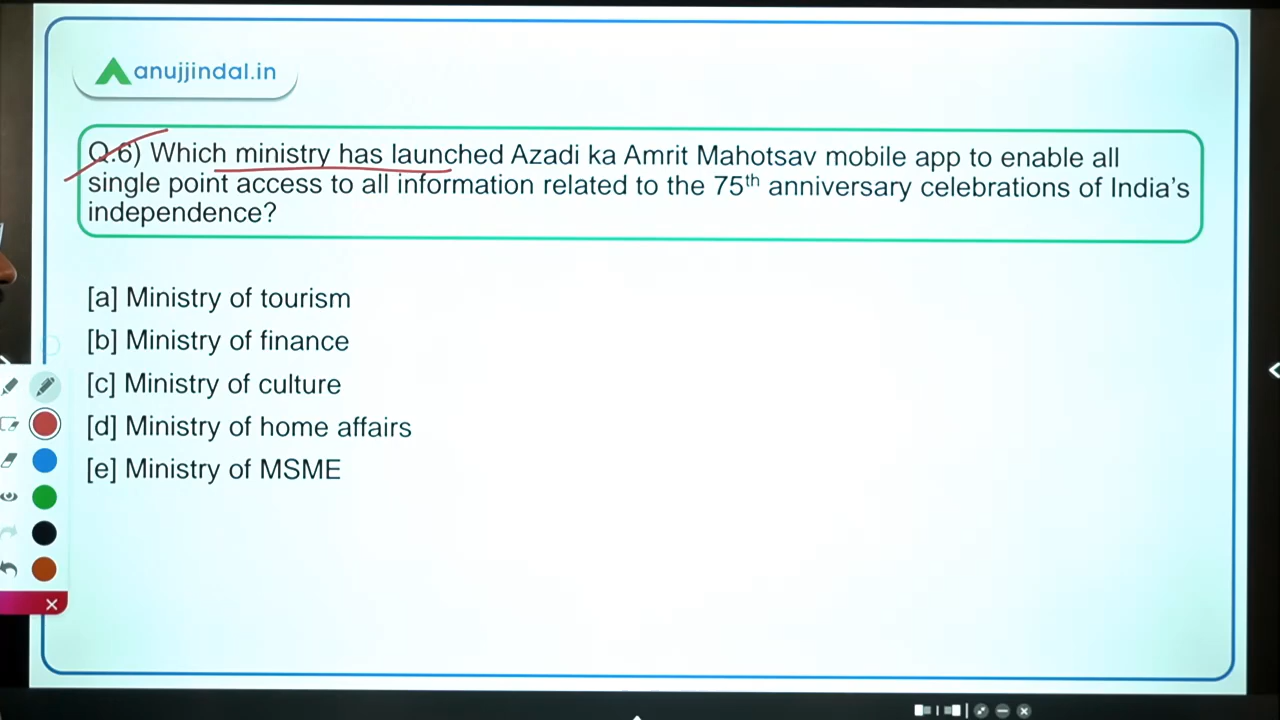 anujjindal.in
Q.6) Which ministry has launched Azadi ka Amrit Mahotsav mobile app to enable all
single point access to all information related to the 75th anniversary celebrations of India’s
independence?
[a] Ministry of tourism
[b] Ministry of finance
[c] Ministry of culture
[d] Ministry of home affairs
[e] Ministry of MSME